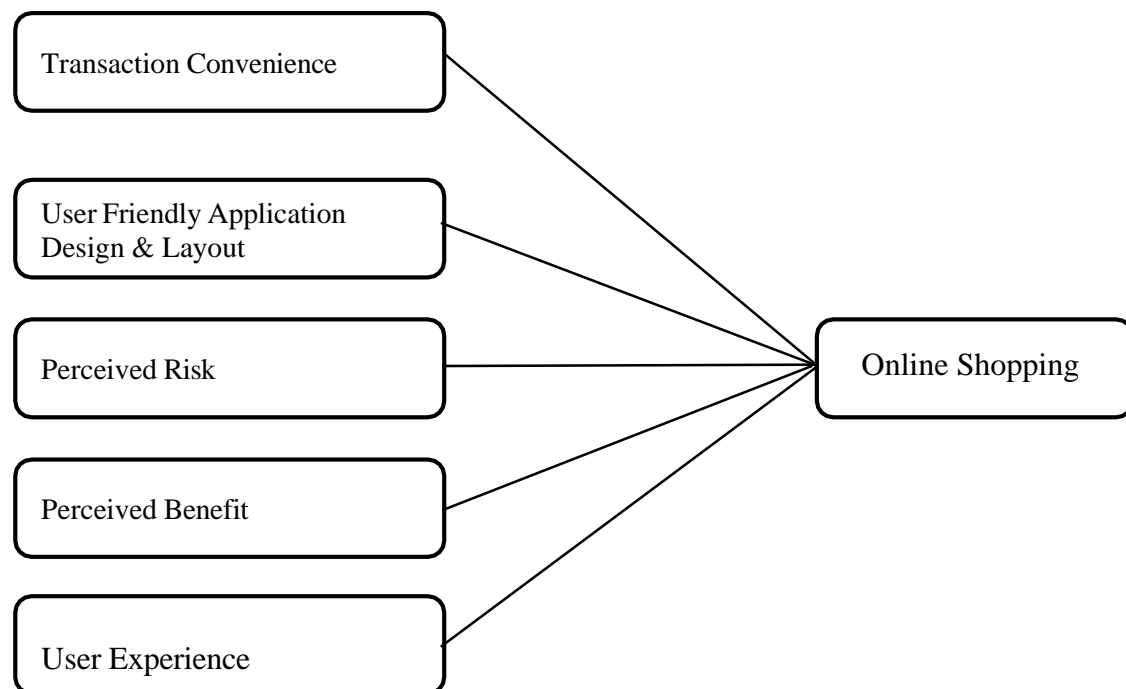 Transaction Convenience
User Friendly Application
Design & Layout
Perceived Risk
Online Shopping
Perceived Benefit
User Experience